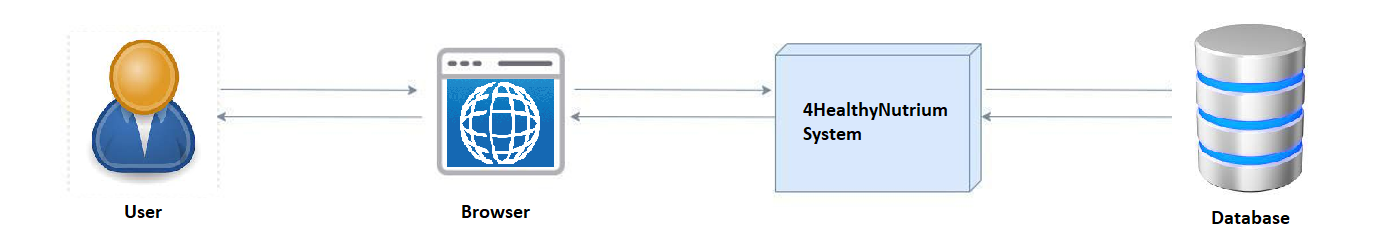 4HealthyNutrium
System
User
Browser
Database